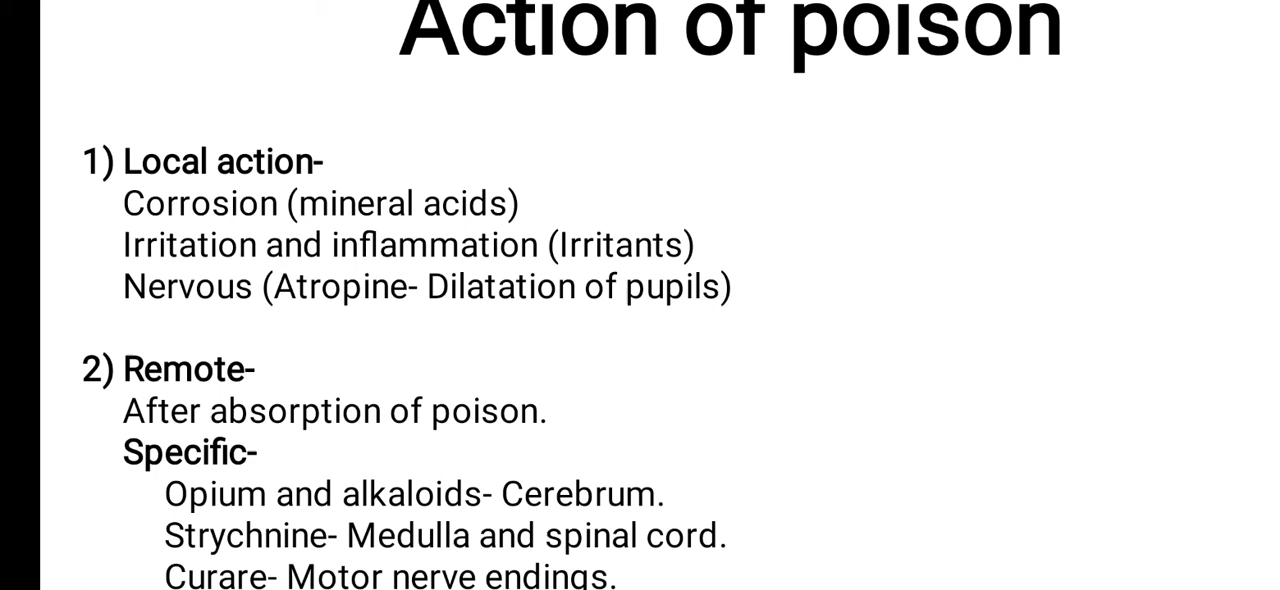 Action of poison
1) Local action-
Corrosion (mineral acids)
Irritation and inflammation (Irritants)
Nervous (Atropine- Dilatation of pupils)
2) Remote-
After absorption of poison.
Specific-
Opium and alkaloids- Cerebrum.
Strychnine- Medulla and spinal cord.
Curare- Motor nerve endings.